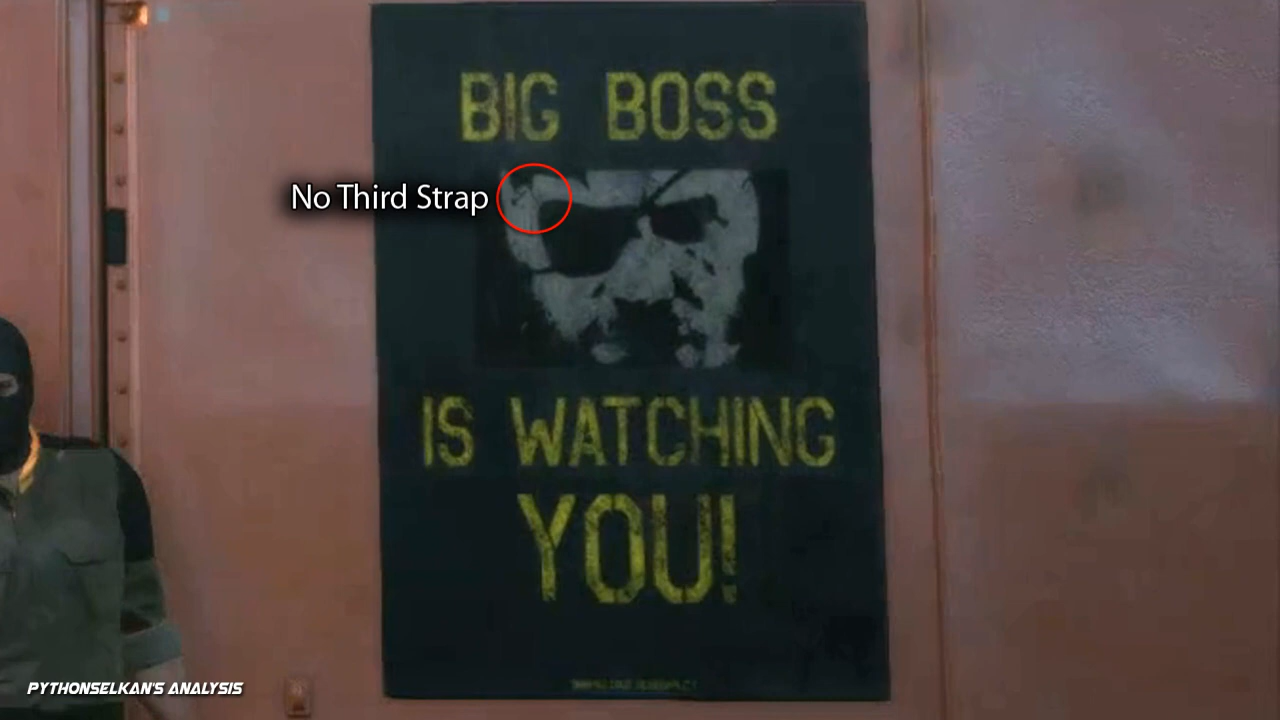 BIG BOSS
No Third Strap
IS WATCHING
YOU!
PYTHONSELKAN'S ANALYSIS